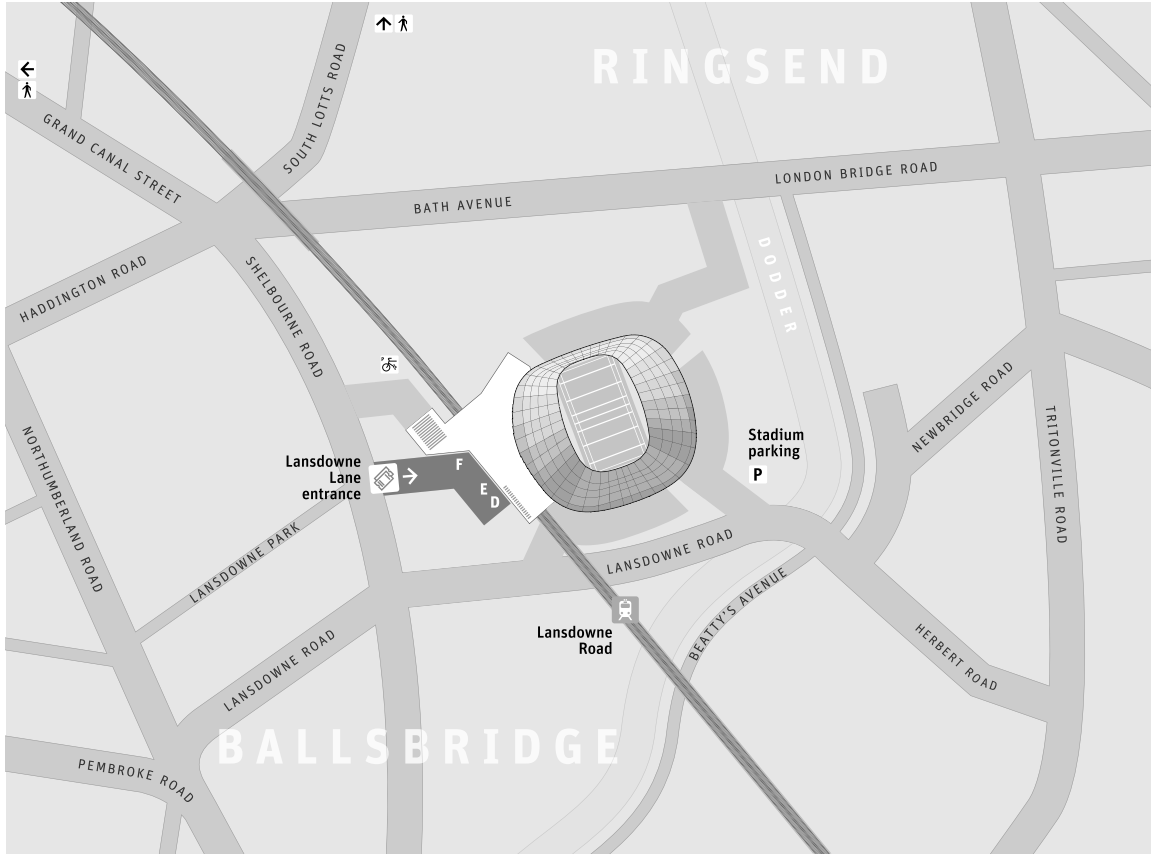 RINGSEND
SOUTH LOTTS ROAD
GRAND CANAL STREET
LONDON BRIDGE ROAD
BATH AVENUE
HADDINGTON ROAD
SHELBOURNE ROAD
DODDER
NEWBRIDGE ROAD
TRITONVILLE ROAD
NORTHUMBERLAND ROAD
Stadium
parking
P
Lansdowne
Lane
entrance
F
E
D
LANSDOWNE PARK
LANSDOWNE ROAD
BEATTY'S AVENUE
Lansdowne
Road
HERBERT ROAD
LANSDOWNE ROAD
BALLSBRIDGE
PEMBROKE ROAD